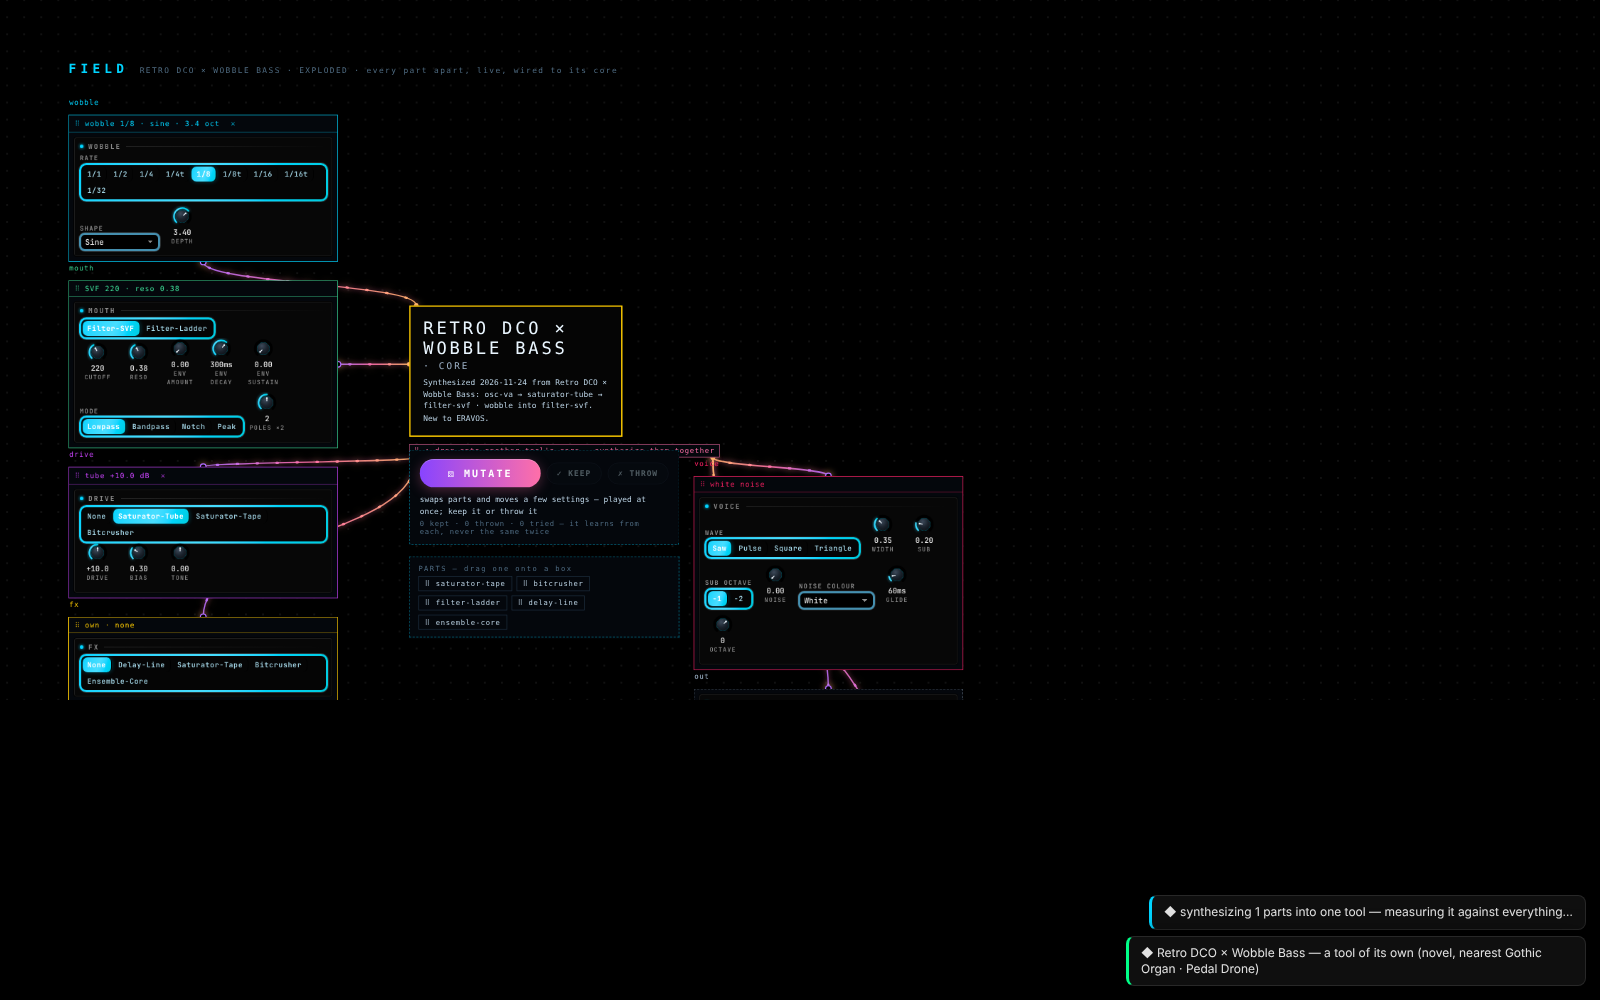 FIELD RETRO DCO × WOBBLE BASS · EXPLODED · every part apart, live, wired to its core
wobble
⠿ wobble 1/8 · sine · 3.4 oct ×
WOBBLE
RATE
1/1 1/2 1/4 1/4t 1/8 1/8t 1/16 1/16t
1/32
3.40
SHAPE
DEPTH
Sine
mouth
⠿ SVF 220 · reso 0.38
MOUTH
Filter-SVF Filter-Ladder
220 0.38 0.00 300ms 0.00
CUTOFF RESO ENV AMOUNT ENV DECAY ENV SUSTAIN
MODE
2
Lowpass Bandpass Notch Peak
POLES ×2
drive
⠿ tube +10.0 dB ×
DRIVE
None Saturator-Tube Saturator-Tape
Bitcrusher
+10.0 0.30 0.00
DRIVE BIAS TONE
fx
⠿ own · none
FX
None Delay-Line Saturator-Tape Bitcrusher
Ensemble-Core
RETRO DCO ×
WOBBLE BASS
· CORE
Synthesized 2026-11-24 from Retro DCO ×
Wobble Bass: osc-va → saturator-tube →
filter-svf · wobble into filter-svf.
New to ERAVOS.
together
⚄ MUTATE ✓ KEEP ✗ THROW
swaps parts and moves a few settings — played at
once; keep it or throw it
0 kept · 0 thrown · 0 tried — it learns from
each, never the same twice
PARTS — drag one onto a box
⠿ saturator-tape ⠿ bitcrusher
⠿ filter-ladder ⠿ delay-line
⠿ ensemble-core
voice
⠿ white noise
VOICE
WAVE
Saw Pulse Square Triangle
0.35 0.20
WIDTH SUB
SUB OCTAVE
-1 -2
0.00
NOISE
NOISE COLOUR
White
60ms
SLIDE
0
OCTAVE
out
◆ synthesizing 1 parts into one tool — measuring it against everything…
◆ Retro DCO × Wobble Bass — a tool of its own (novel, nearest Gothic
Organ · Pedal Drone)